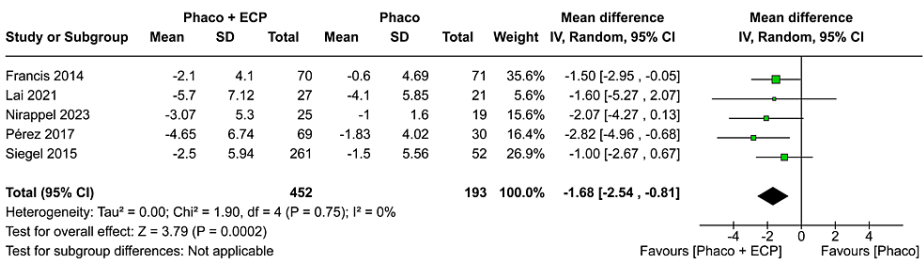 Phaco + ECP Phaco Mean difference Mean difference
Study or Subgroup Mean SD Total Mean SD Total Weight IV, Random, 95% CI IV, Random, 95% CI
Francis 2014 -2.1 4.1 70 -0.6 4.69 71 35.6% -1.50 [-2.95 , -0.05]
Lai 2021 -5.7 7.12 27 -4.1 5.85 21 5.6% -1.60 [-5.27 , 2.07]
Nirappel 2023 -3.07 5.3 25 -1 1.6 19 15.6% -2.07 [-4.27 , 0.13]
Pérez 2017 -4.65 6.74 69 -1.83 4.02 30 16.4% -2.82 [-4.96 , -0.68]
Siegel 2015 -2.5 5.94 261 -1.5 5.56 52 26.9% -1.00 [-2.67 , 0.67]
Total (95% CI) 452 193 100.0% -1.68 [-2.54 , -0.81]
Heterogeneity: Tau² = 0.00; Chi² = 1.90, df = 4 (P = 0.75); I² = 0%
Test for overall effect: Z = 3.79 (P = 0.0002) -4 -2 0 2 4
Test for subgroup differences: Not applicable Favours [Phaco + ECP] Favours [Phaco]